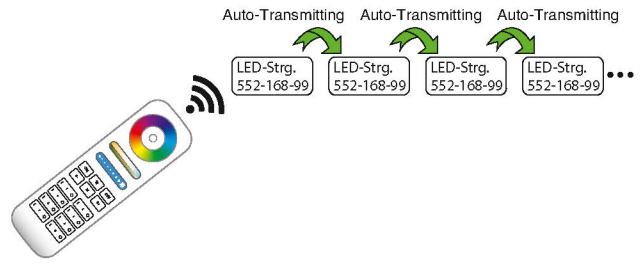 Auto-Transmitting Auto-Transmitting Auto-Transmitting
LED-Strg. LED-Strg. LED-Strg. LED-Strg.
552-168-99 552-168-99 552-168-99 552-168-99